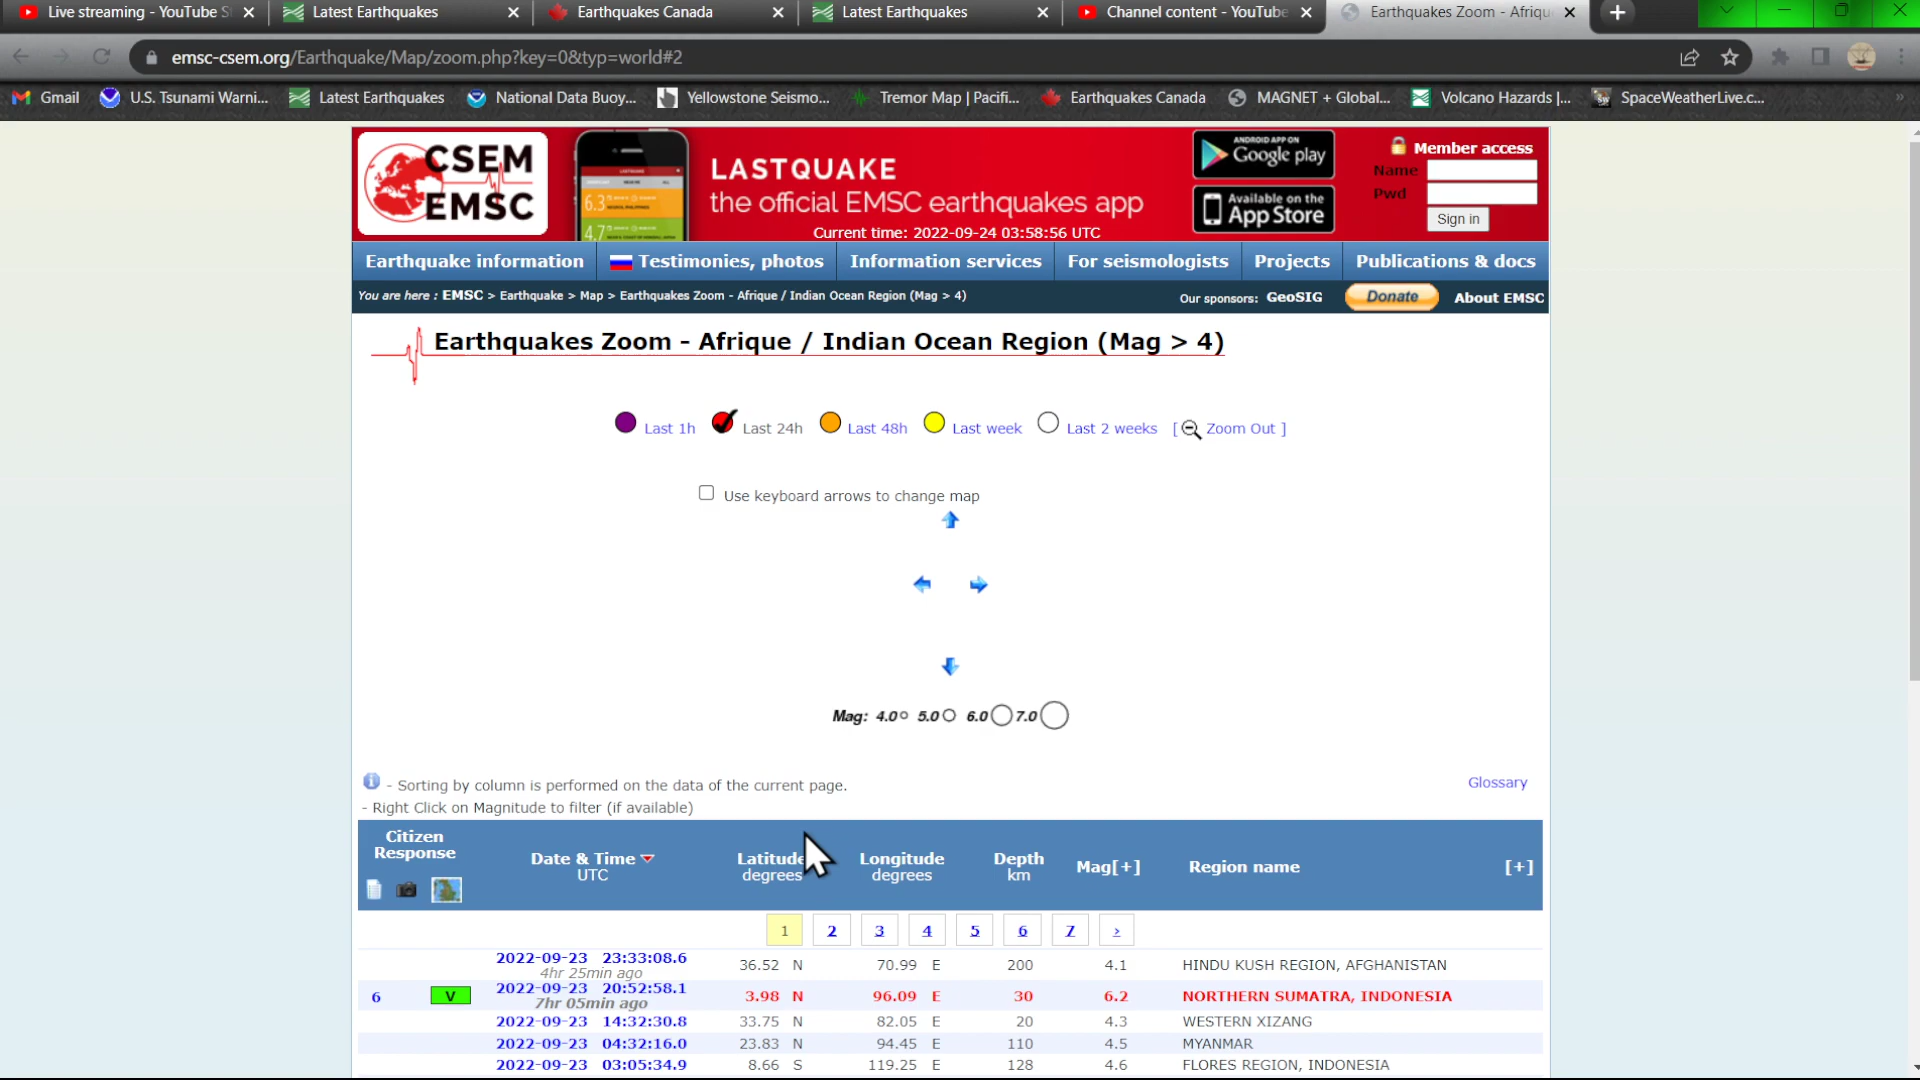 Live streaming - YouTube S
Latest Earthquakes
Earthquakes Canada
Latest Earthquakes
Channel content - YouTube
Earthquakes Zoom - Afriqu
emsc-csem.org/Earthquake/Map/zoom.php?key=0&typ=world#2
Gmail
U.S. Tsunami Warni...
Latest Earthquakes
National Data Buoy...
Yellowstone Seismo...
Tremor Map | Pacifi...
Earthquakes Canada
MAGNET + Global...
Volcano Hazards |...
SpaceWeatherLive.c...
CSEM
EMSC
LASTQUAKE
6.3
4.7
LASTQUAKE
the official EMSC earthquakes app
Current time: 2022-09-24 03:58:56 UTC
ANDROID APP ON
Google play
Available on the
App Store
Member access
Name
Pwd
Sign in
Earthquake information
Testimonies, photos
Information services
For seismologists
Projects
Publications & docs
You are here : EMSC > Earthquake > Map > Earthquakes Zoom - Afrique / Indian Ocean Region (Mag > 4)
Our sponsors: GeoSIG
Donate
About EMSC
Earthquakes Zoom - Afrique / Indian Ocean Region (Mag > 4)
Last 1h Last 24h Last 48h Last week Last 2 weeks [ Zoom Out ]
Use keyboard arrows to change map
Mag: 4.0 5.0 6.0 7.0
- Sorting by column is performed on the data of the current page.
Glossary
- Right Click on Magnitude to filter (if available)
Citizen
Response
Date & Time
UTC
Latitude
degrees
Longitude
degrees
Depth
km
Mag[+]
Region name
[+]
1 2 3 4 5 6 7 >
2022-09-23 23:33:08.6
4hr 25min ago
36.52 N 70.99 E 200 4.1 HINDU KUSH REGION, AFGHANISTAN
6 V 2022-09-23 20:52:58.1
7hr 05min ago
3.98 N 96.09 E 30 6.2 NORTHERN SUMATRA, INDONESIA
2022-09-23 14:32:30.8 33.75 N 82.05 E 20 4.3 WESTERN XIZANG
2022-09-23 04:32:16.0 23.83 N 94.45 E 110 4.5 MYANMAR
2022-09-23 03:05:34.9 8.66 S 119.25 E 128 4.6 FLORES REGION, INDONESIA